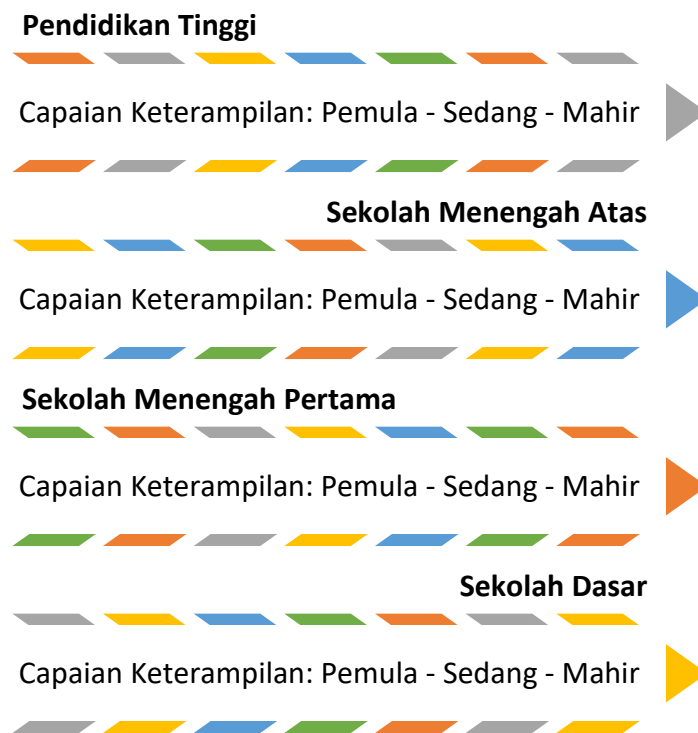 Pendidikan Tinggi
Capaian Keterampilan: Pemula - Sedang - Mahir
Sekolah Menengah Atas
Capaian Keterampilan: Pemula - Sedang - Mahir
Sekolah Menengah Pertama
Capaian Keterampilan: Pemula - Sedang - Mahir
Sekolah Dasar
Capaian Keterampilan: Pemula - Sedang - Mahir